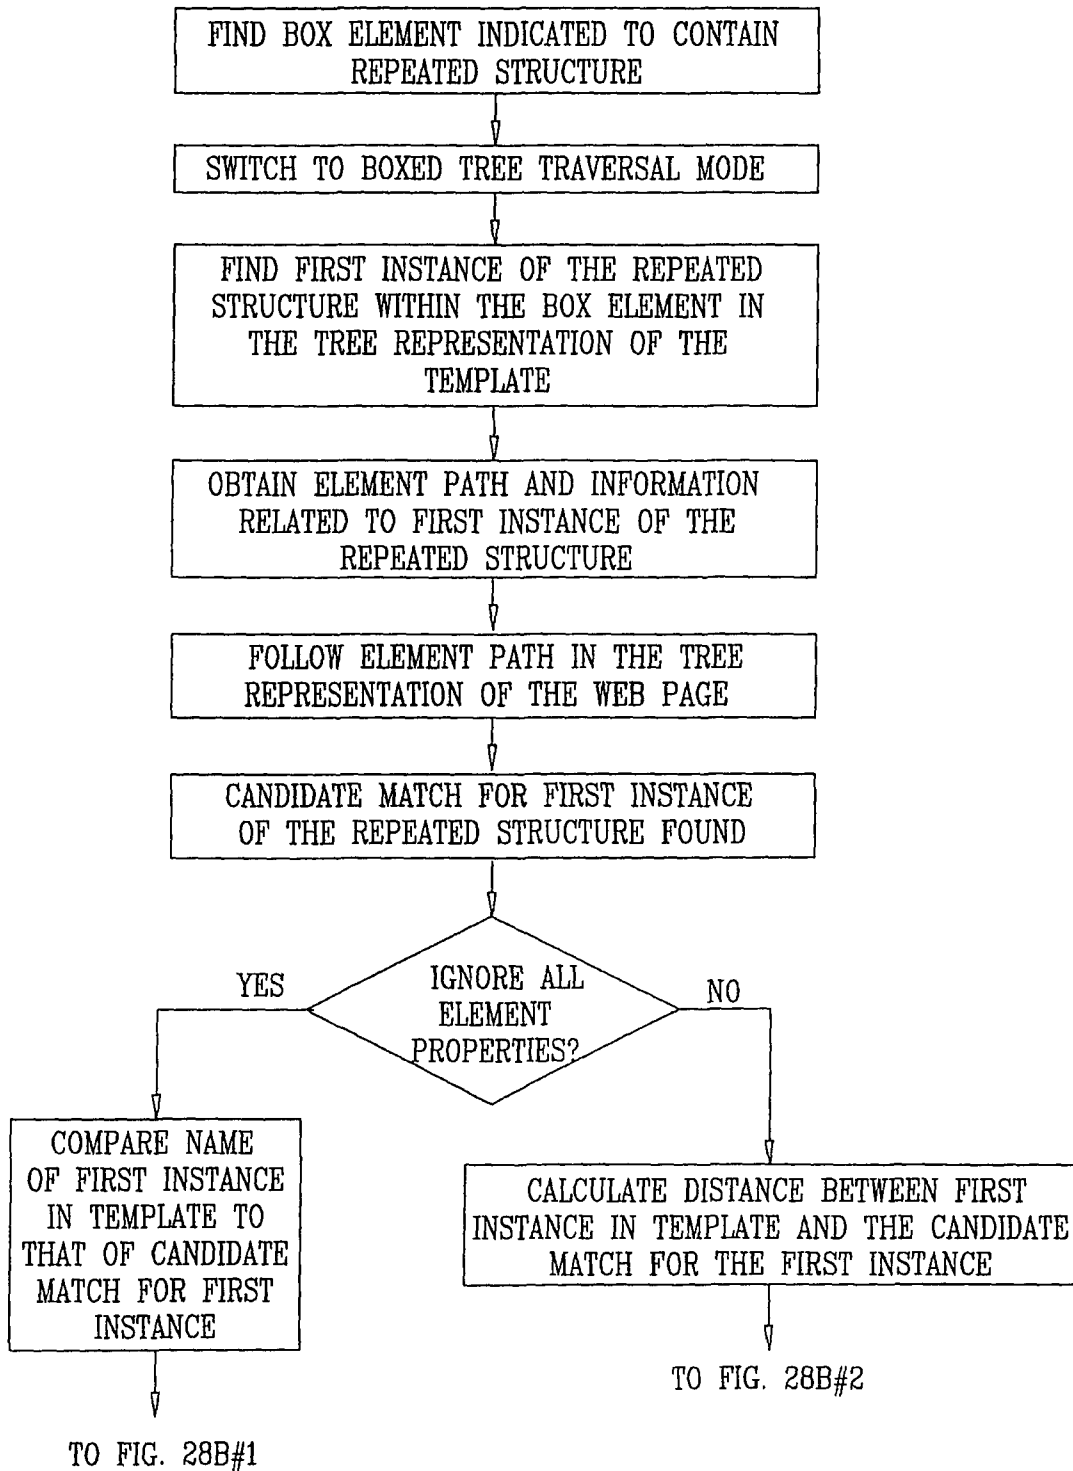 FIND BOX ELEMENT INDICATED TO CONTAIN
REPEATED STRUCTURE
SWITCH TO BOXED TREE TRAVERSAL MODE
FIND FIRST INSTANCE OF THE REPEATED
STRUCTURE WITHIN THE BOX ELEMENT IN
THE TREE REPRESENTATION OF THE
TEMPLATE
OBTAIN ELEMENT PATH AND INFORMATION
RELATED TO FIRST INSTANCE OF THE
REPEATED STRUCTURE
FOLLOW ELEMENT PATH IN THE TREE
REPRESENTATION OF THE WEB PAGE
CANDIDATE MATCH FOR FIRST INSTANCE
OF THE REPEATED STRUCTURE FOUND
IGNORE ALL
ELEMENT
PROPERTIES?
YES
NO
COMPARE NAME
OF FIRST INSTANCE
IN TEMPLATE TO
THAT OF CANDIDATE
MATCH FOR FIRST
INSTANCE
CALCULATE DISTANCE BETWEEN FIRST
INSTANCE IN TEMPLATE AND THE CANDIDATE
MATCH FOR THE FIRST INSTANCE
TO FIG. 28B#2
TO FIG. 28B#1